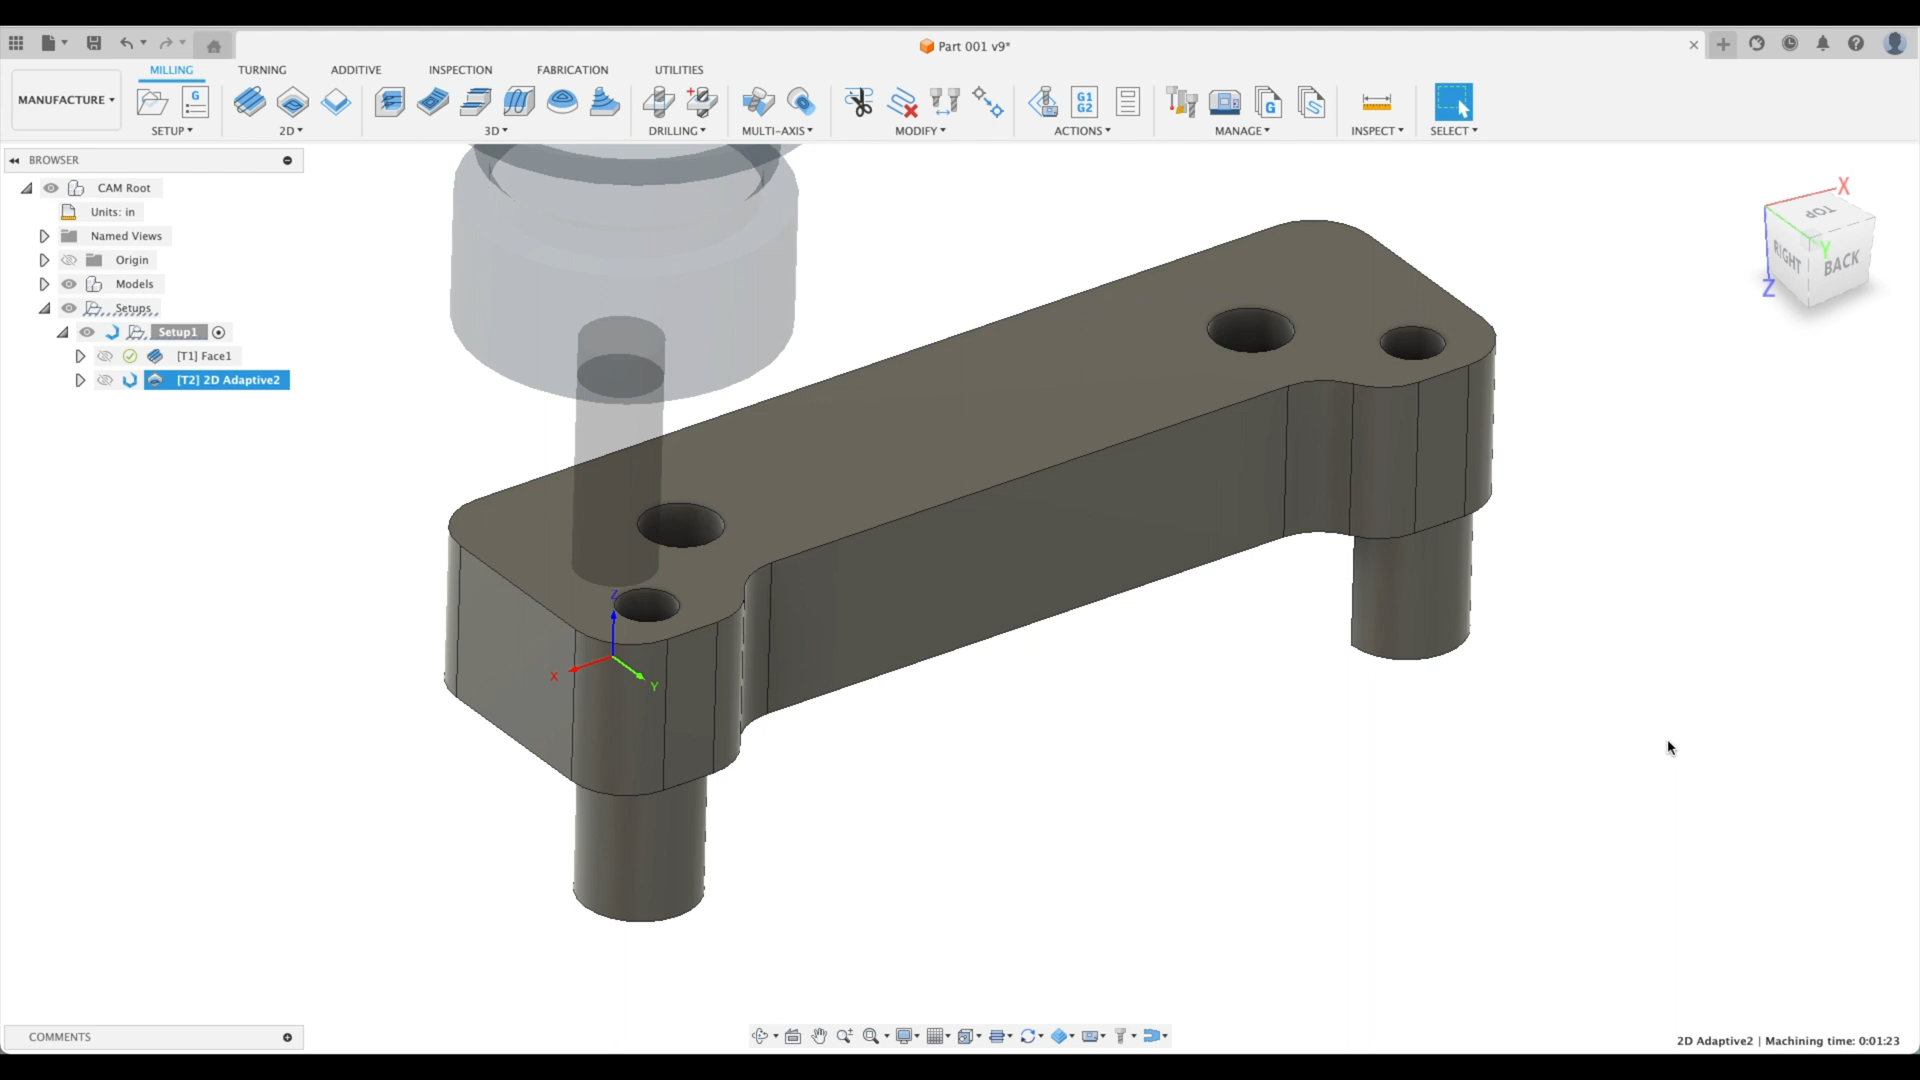 Part 001 v9*
MILLING TURNING ADDITIVE INSPECTION FABRICATION UTILITIES
MANUFACTURE
G G1 G2 G S
SETUP 2D 3D DRILLING MULTI-AXIS MODIFY ACTIONS MANAGE INSPECT SELECT
BROWSER
CAM Root
Units: in
Named Views
Origin
Models
Setups
Setup1
[T1] Face1
[T2] 2D Adaptive2
X
TOP
Y
RIGHT BACK
Z
Z
X Y
COMMENTS
2D Adaptive2 | Machining time: 0:01:23